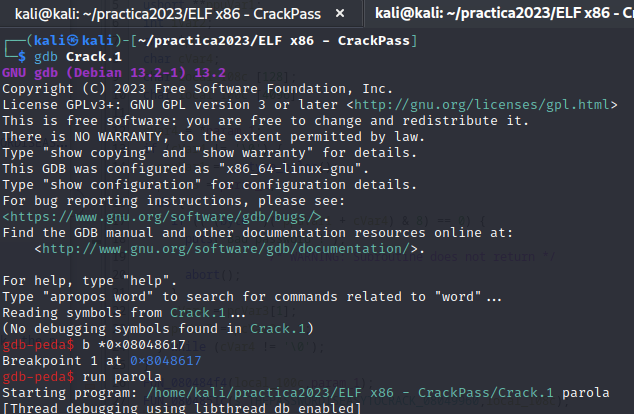 kali@kali: ~/practica2023/ELF x86 - CrackPass × kali@kali: ~/practica2023/ELF x86 - C
┌──(kali㉿kali)-[~/practica2023/ELF x86 - CrackPass]
└─$ gdb Crack.1
GNU gdb (Debian 13.2-1) 13.2
Copyright (C) 2023 Free Software Foundation, Inc.
License GPLv3+: GNU GPL version 3 or later <http://gnu.org/licenses/gpl.html>
This is free software: you are free to change and redistribute it.
There is NO WARRANTY, to the extent permitted by law.
Type "show copying" and "show warranty" for details.
This GDB was configured as "x86_64-linux-gnu".
Type "show configuration" for configuration details.
For bug reporting instructions, please see:
<https://www.gnu.org/software/gdb/bugs/>.
Find the GDB manual and other documentation resources online at:
<http://www.gnu.org/software/gdb/documentation/>.
For help, type "help".
abort();
Type "apropos word" to search for commands related to "word"...
Reading symbols from Crack.1...
(No debugging symbols found in Crack.1)
gdb-peda$ b *0×08048617
Breakpoint 1 at 0×8048617
gdb-peda$ run parola
Starting program: /home/kali/practica2023/ELF x86 - CrackPass/Crack.1 parola
[Thread debugging using libthread_db enabled]